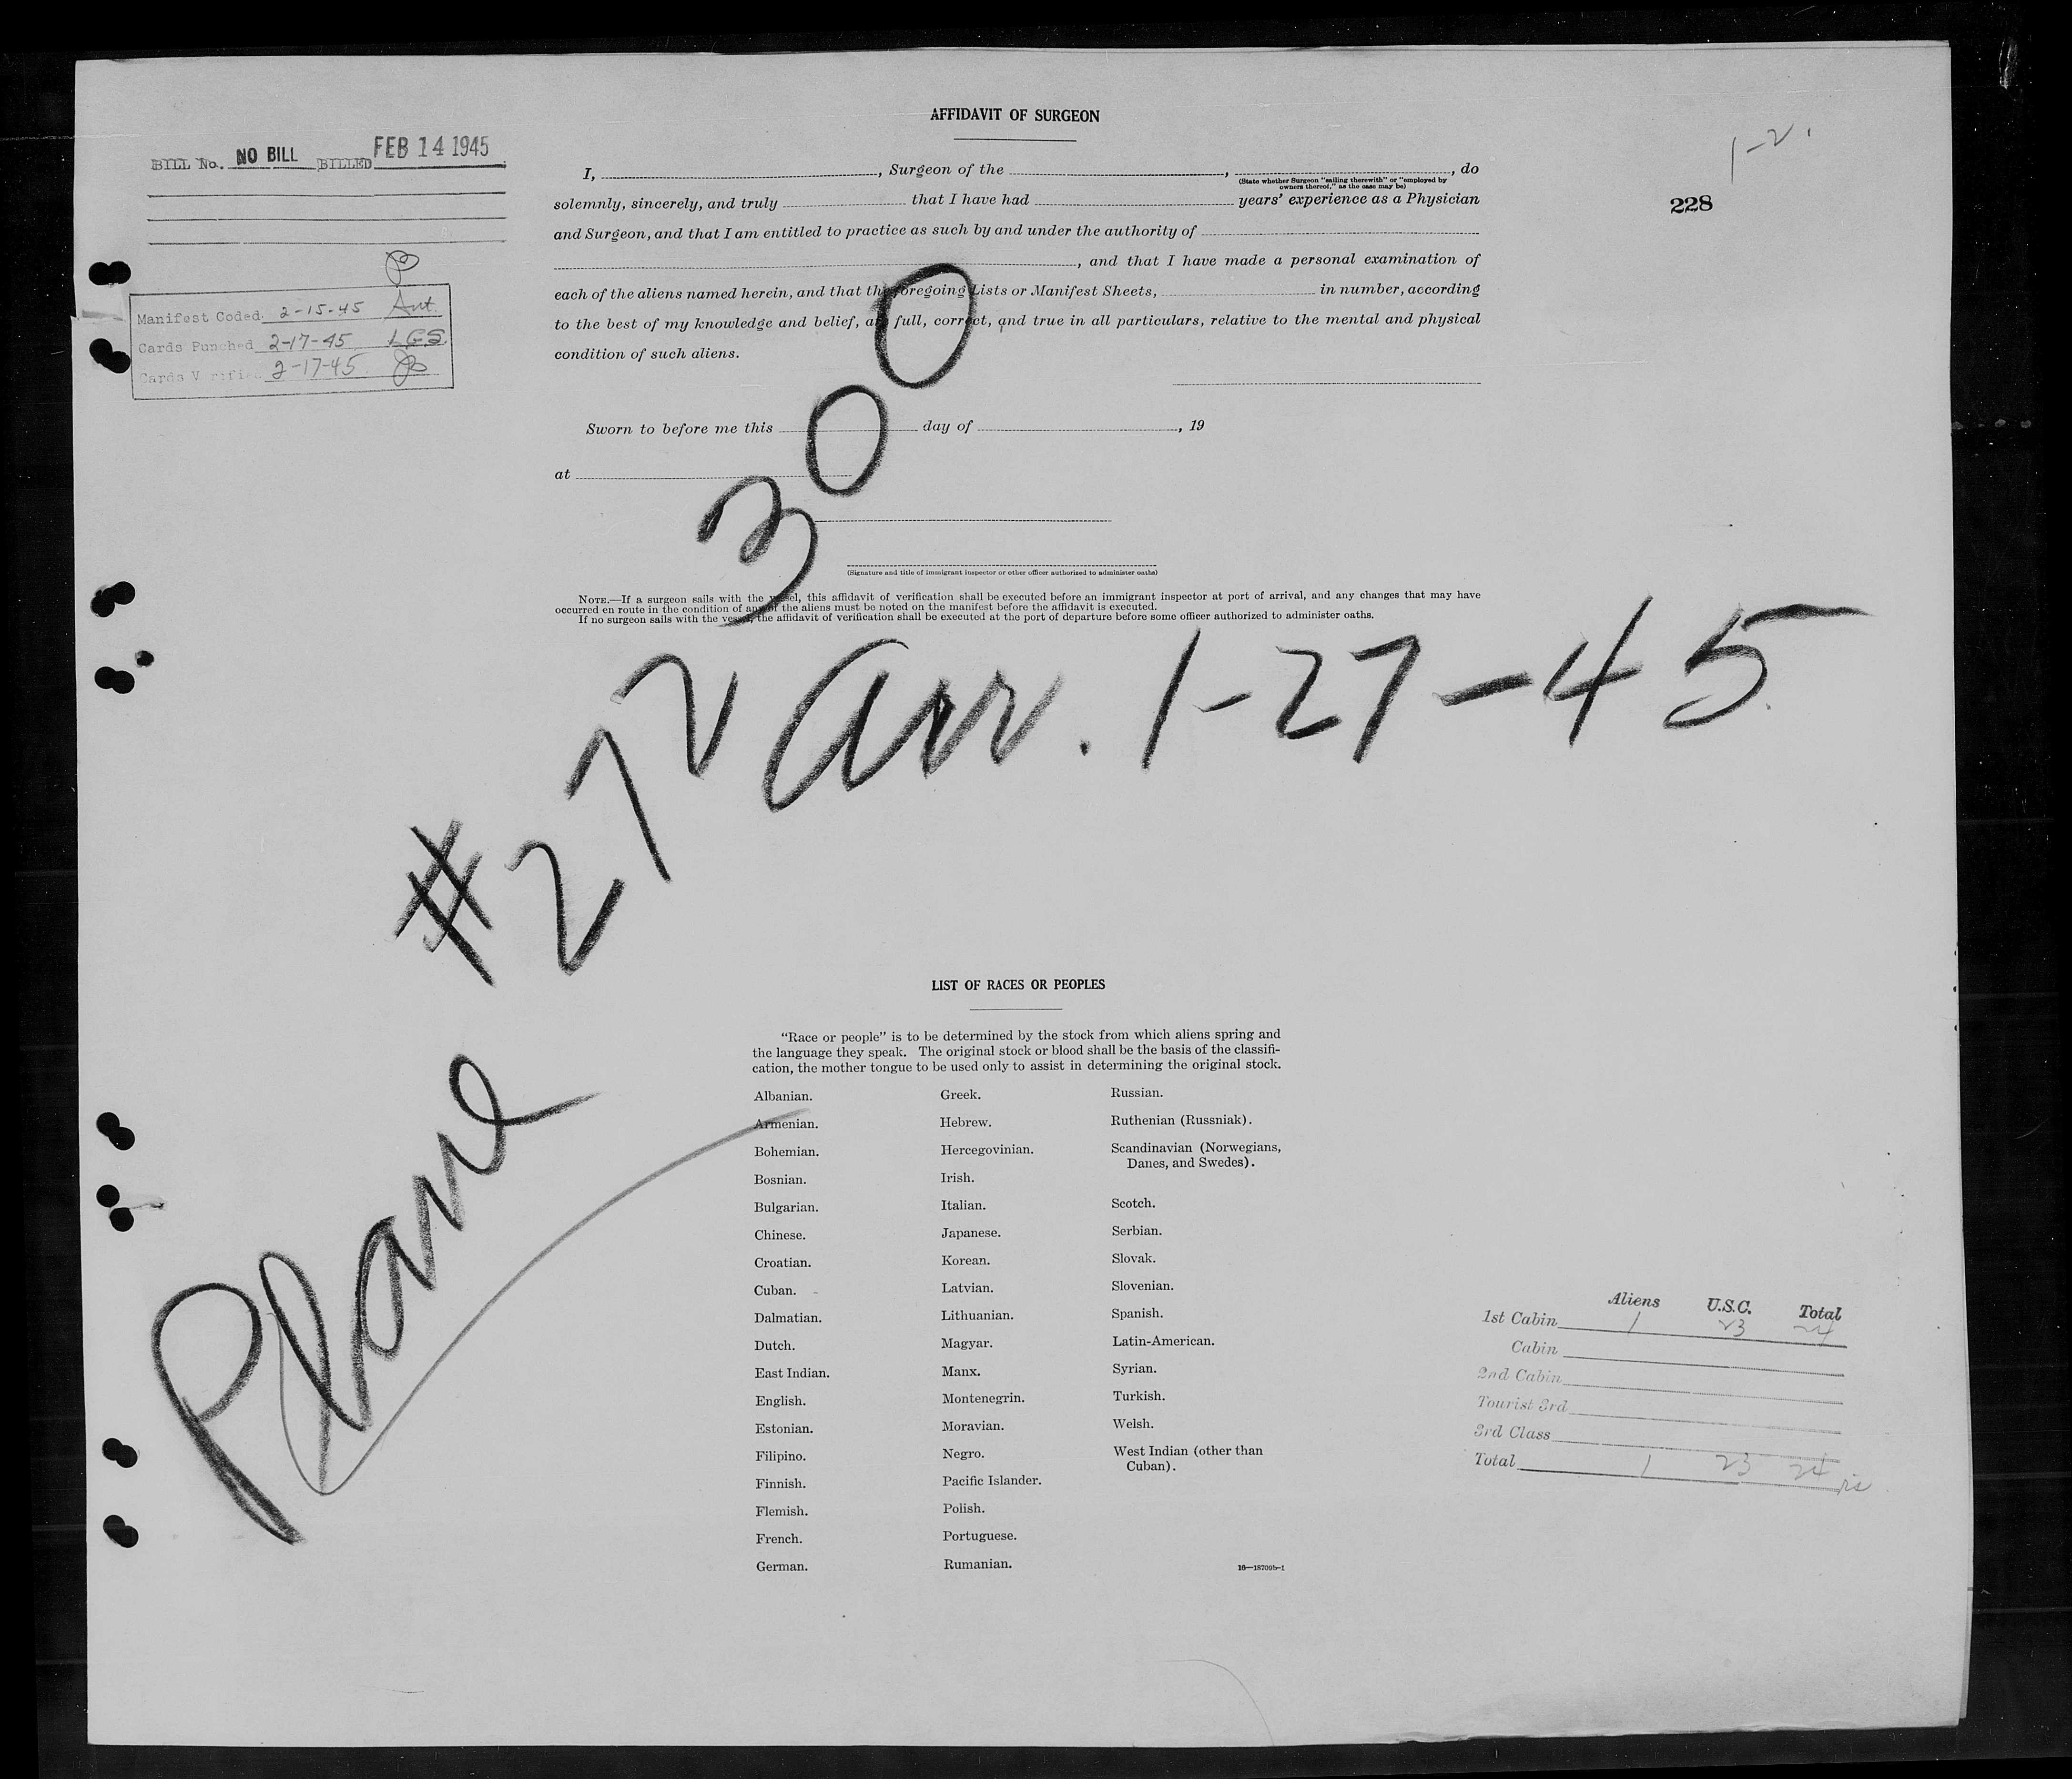 AFFIDAVIT OF SURGEON
BILL No. NO BILL BILLED FEB 14 1945
1-2
228
I, , Surgeon of the , , do
(State whether Surgeon "sailing therewith" or "employed by
owners thereof," as the case may be)
solemnly, sincerely, and truly that I have had years' experience as a Physician
and Surgeon, and that I am entitled to practice as such by and under the authority of
, and that I have made a personal examination of
each of the aliens named herein, and that the foregoing Lists or Manifest Sheets, in number, according
to the best of my knowledge and belief, are full, correct, and true in all particulars, relative to the mental and physical
condition of such aliens.
Manifest Coded 2-15-45
Cards Punched 2-17-45 LGS
Cards Verified 2-17-45
Sworn to before me this day of , 19
at
(Signature and title of immigrant inspector or other officer authorized to administer oaths)
NOTE.—If a surgeon sails with the vessel, this affidavit of verification shall be executed before an immigrant inspector at port of arrival, and any changes that may have
occurred en route in the condition of any of the aliens must be noted on the manifest before the affidavit is executed.
If no surgeon sails with the vessel, the affidavit of verification shall be executed at the port of departure before some officer authorized to administer oaths.
Plane #272300
arr. 1-27-45
LIST OF RACES OR PEOPLES
"Race or people" is to be determined by the stock from which aliens spring and
the language they speak. The original stock or blood shall be the basis of the classifi-
cation, the mother tongue to be used only to assist in determining the original stock.
Albanian.
Armenian.
Bohemian.
Bosnian.
Bulgarian.
Chinese.
Croatian.
Cuban.
Dalmatian.
Dutch.
East Indian.
English.
Estonian.
Filipino.
Finnish.
Flemish.
French.
German.
Greek.
Hebrew.
Hercegovinian.
Irish.
Italian.
Japanese.
Korean.
Latvian.
Lithuanian.
Magyar.
Manx.
Montenegrin.
Moravian.
Negro.
Pacific Islander.
Polish.
Portuguese.
Rumanian.
Russian.
Ruthenian (Russniak).
Scandinavian (Norwegians,
Danes, and Swedes).
Scotch.
Serbian.
Slovak.
Slovenian.
Spanish.
Latin-American.
Syrian.
Turkish.
Welsh.
West Indian (other than
Cuban).
16—18709b-1
Aliens U.S.C. Total
1st Cabin 1 23 24
Cabin
2nd Cabin
Tourist 3rd
3rd Class
Total 1 23 24